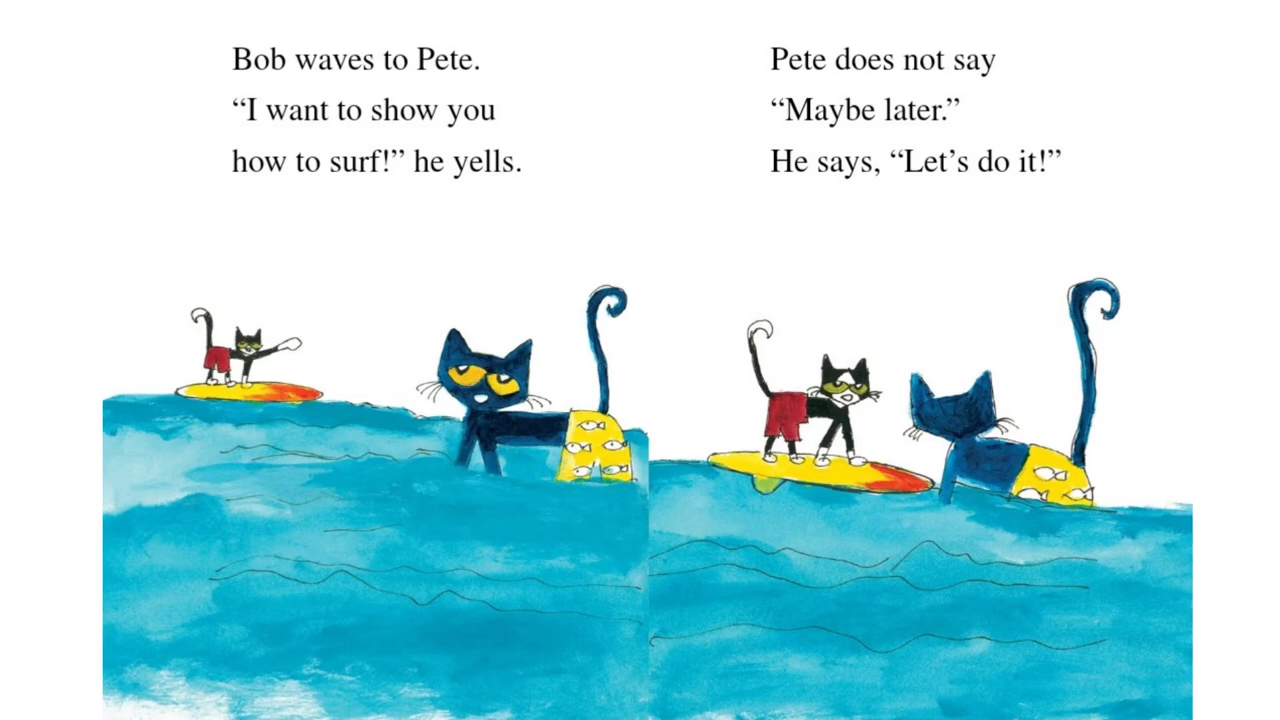 Bob waves to Pete.
“I want to show you
how to surf!” he yells.
Pete does not say
“Maybe later.”
He says, “Let’s do it!”